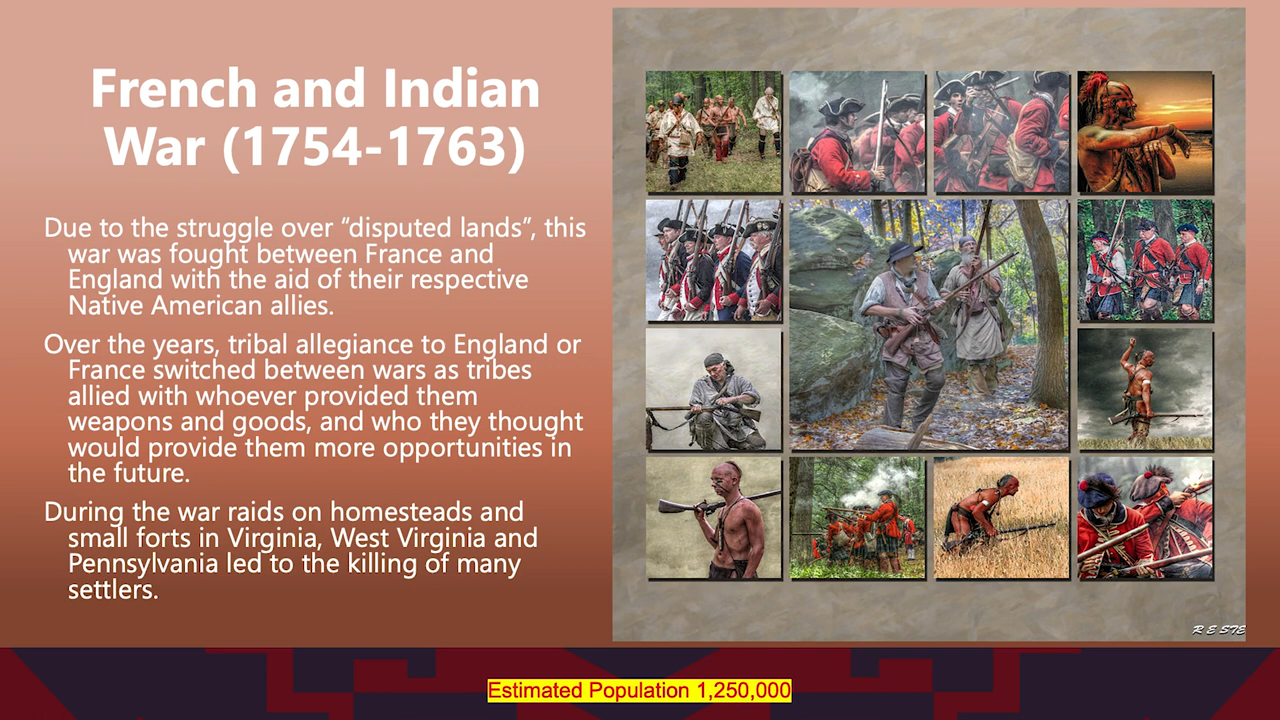 French and Indian
War (1754-1763)
Due to the struggle over “disputed lands”, this
war was fought between France and
England with the aid of their respective
Native American allies.
Over the years, tribal allegiance to England or
France switched between wars as tribes
allied with whoever provided them
weapons and goods, and who they thought
would provide them more opportunities in
the future.
During the war raids on homesteads and
small forts in Virginia, West Virginia and
Pennsylvania led to the killing of many
settlers.
R E STE
Estimated Population 1,250,000